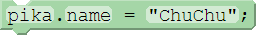 pika.name = "ChuChu";